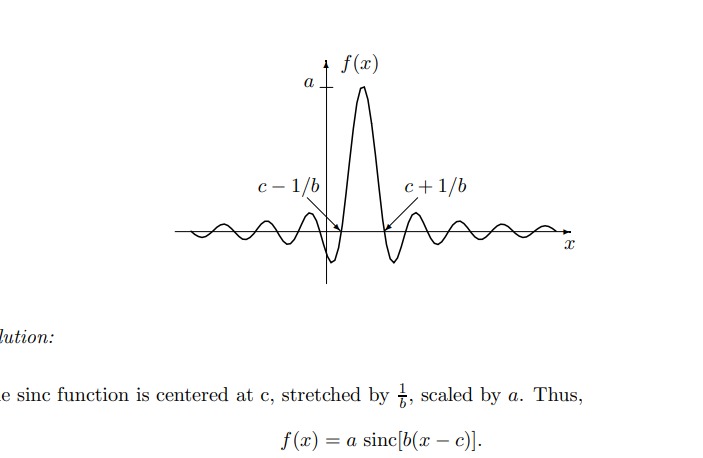 f(x)
a
c − 1/b
c + 1/b
x
lution:
e sinc function is centered at c, stretched by 1/b, scaled by a. Thus,
f(x) = a sinc[b(x − c)].